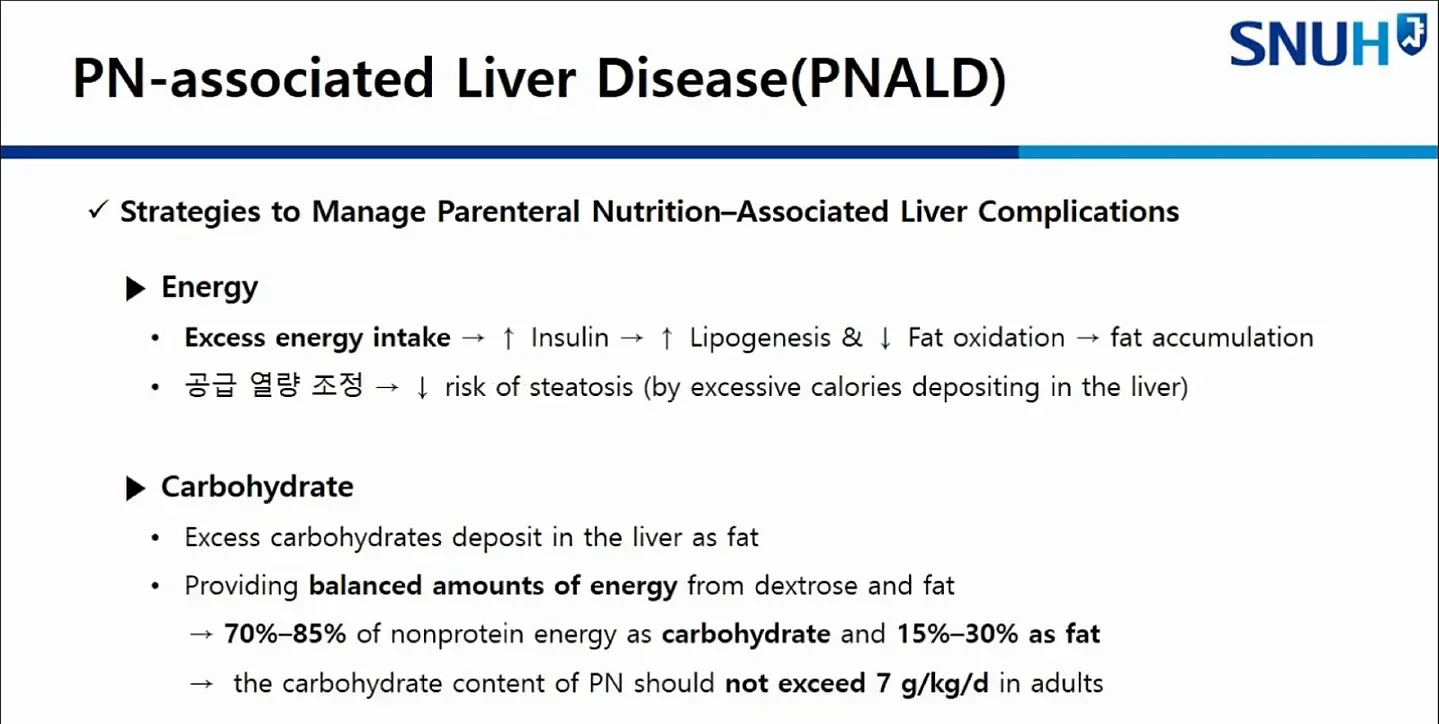 SNUH
PN-associated Liver Disease(PNALD)
✓ Strategies to Manage Parenteral Nutrition–Associated Liver Complications
▶ Energy
• Excess energy intake → ↑ Insulin → ↑ Lipogenesis & ↓ Fat oxidation → fat accumulation
• 공급 열량 조정 → ↓ risk of steatosis (by excessive calories depositing in the liver)
▶ Carbohydrate
• Excess carbohydrates deposit in the liver as fat
• Providing balanced amounts of energy from dextrose and fat
→ 70%–85% of nonprotein energy as carbohydrate and 15%–30% as fat
→ the carbohydrate content of PN should not exceed 7 g/kg/d in adults